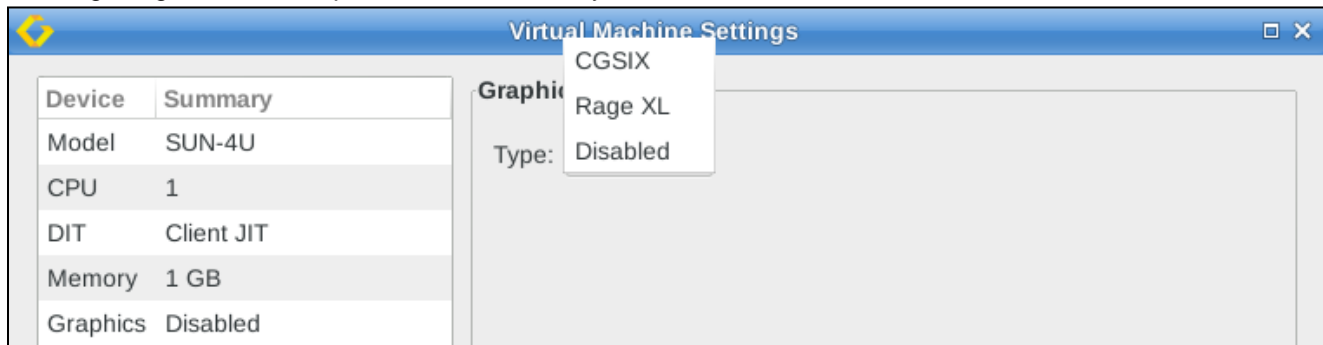 Virtual Machine Settings
Device Summary
Model SUN-4U
CPU 1
DIT Client JIT
Memory 1 GB
Graphics Disabled
Type:
CGSIX
Rage XL
Disabled